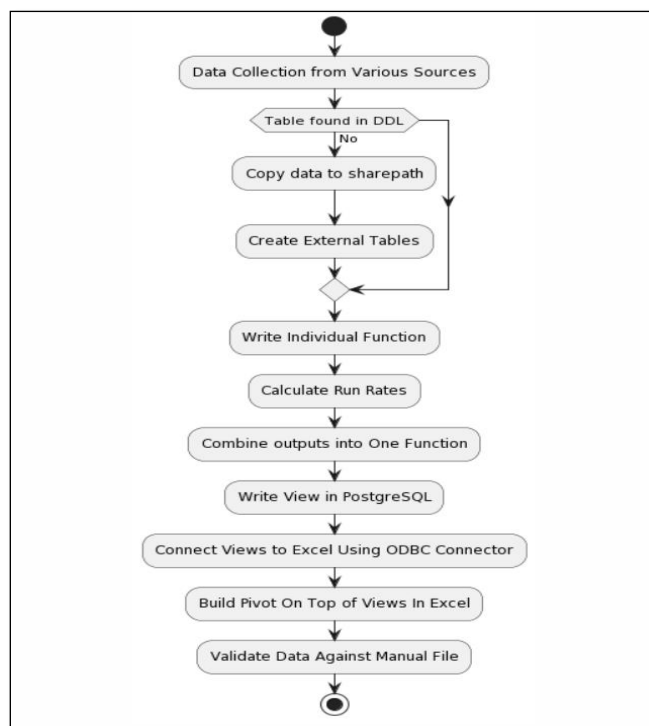 Data Collection from Various Sources
Table found in DDL
No
Copy data to sharepath
Create External Tables
Write Individual Function
Calculate Run Rates
Combine outputs into One Function
Write View in PostgreSQL
Connect Views to Excel Using ODBC Connector
Build Pivot On Top of Views In Excel
Validate Data Against Manual File